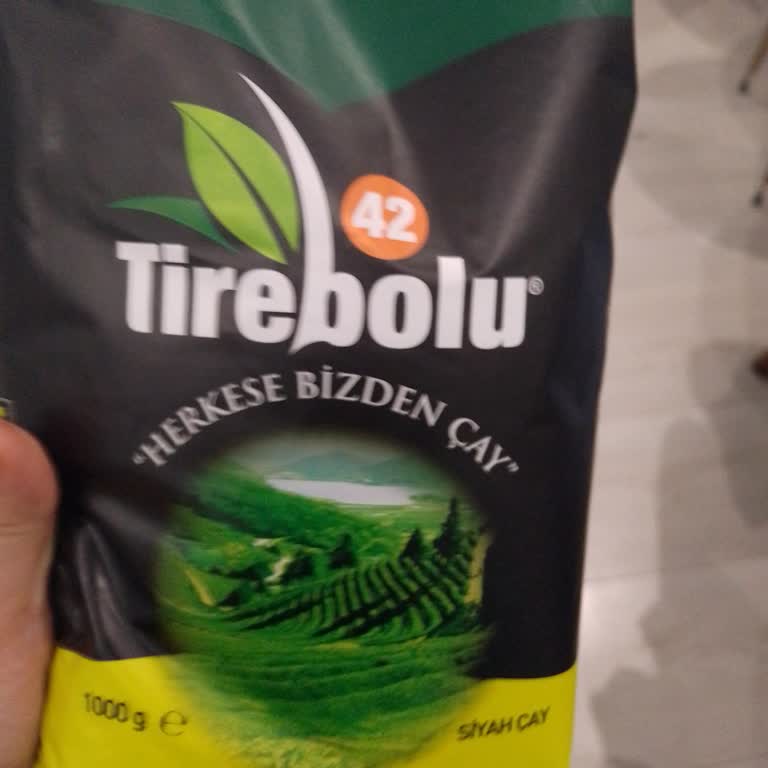 42
Tirebolu®
"HERKESE BİZDEN ÇAY"
1000 g ℮
SİYAH ÇAY